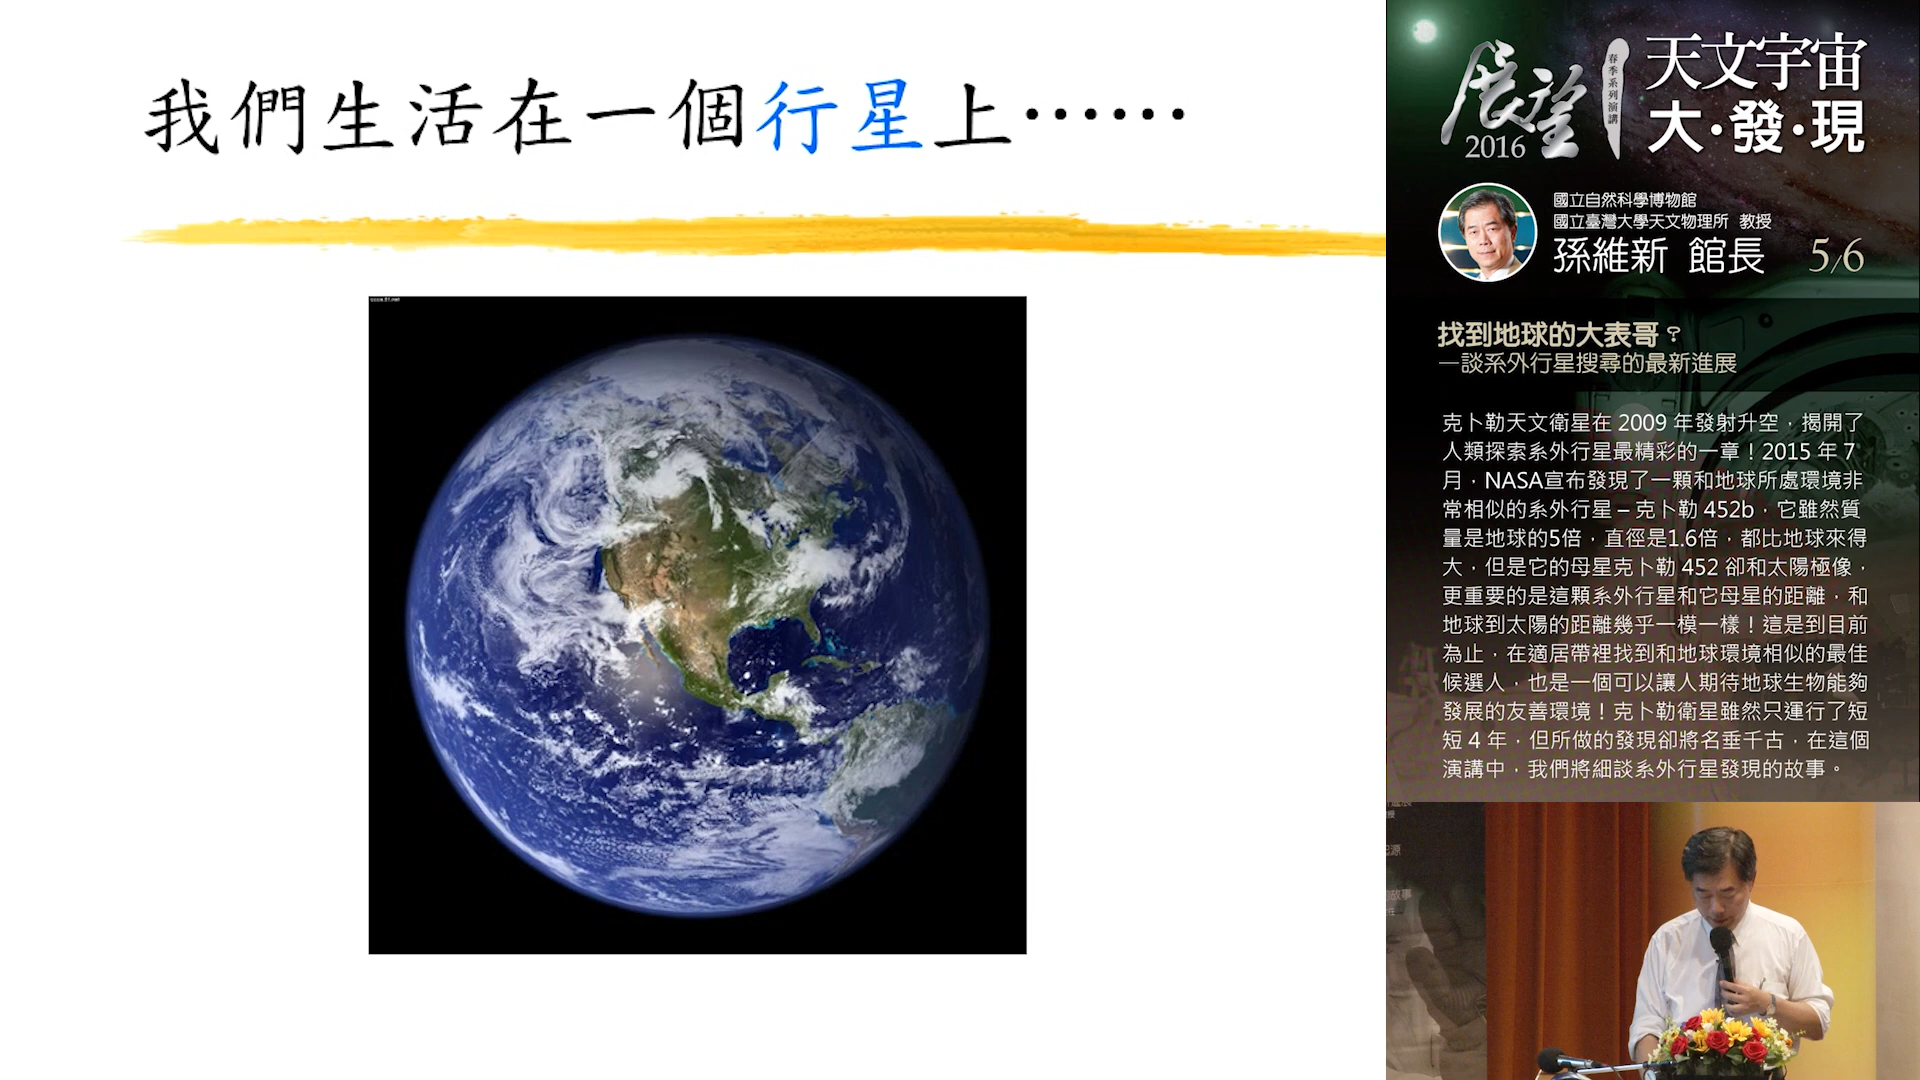 我們生活在一個行星上……
展望
2016
春季系列演講
天文宇宙
大·發·現
國立自然科學博物館
國立臺灣大學天文物理所 教授
孫維新 館長 5/6
找到地球的大表哥？
—談系外行星搜尋的最新進展
克卜勒天文衛星在 2009 年發射升空，揭開了
人類探索系外行星最精彩的一章！2015 年 7
月，NASA宣布發現了一顆和地球所處環境非
常相似的系外行星 – 克卜勒 452b，它雖然質
量是地球的5倍，直徑是1.6倍，都比地球來得
大，但是它的母星克卜勒 452 卻和太陽極像，
更重要的是這顆系外行星和它母星的距離，和
地球到太陽的距離幾乎一模一樣！這是到目前
為止，在適居帶裡找到和地球環境相似的最佳
候選人，也是一個可以讓人期待地球生物能夠
發展的友善環境！克卜勒衛星雖然只運行了短
短 4 年，但所做的發現卻將名垂千古，在這個
演講中，我們將細談系外行星發現的故事。